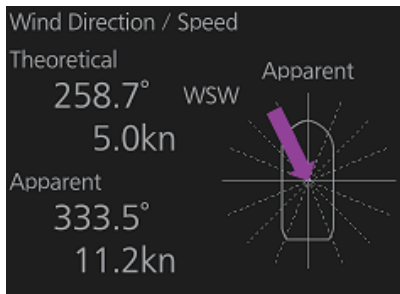 Wind Direction / Speed
Theoretical
Apparent
258.7° WSW
5.0kn
Apparent
333.5°
11.2kn